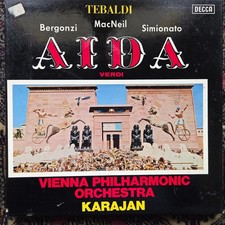 TEBALDI
DECCA
Bergonzi MacNeil Simionato
AIDA
VERDI
VIENNA PHILHARMONIC
ORCHESTRA
KARAJAN